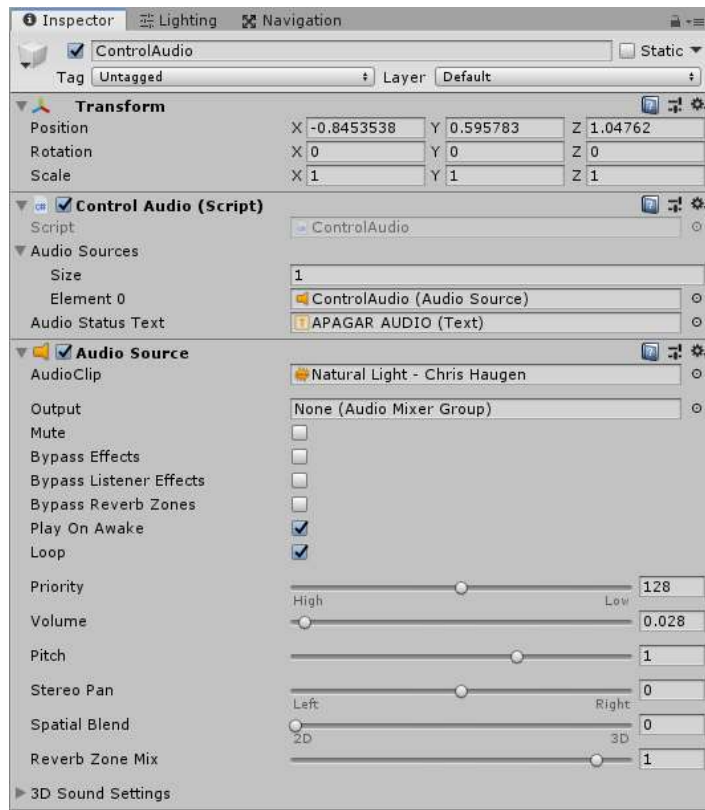 Inspector Lighting Navigation
ControlAudio Static
Tag Untagged Layer Default
Transform
Position X -0.8453538 Y 0.595783 Z 1.04762
Rotation X 0 Y 0 Z 0
Scale X 1 Y 1 Z 1
Control Audio (Script)
Script ControlAudio
Audio Sources
Size 1
Element 0 ControlAudio (Audio Source)
Audio Status Text APAGAR AUDIO (Text)
Audio Source
AudioClip Natural Light - Chris Haugen
Output None (Audio Mixer Group)
Mute
Bypass Effects
Bypass Listener Effects
Bypass Reverb Zones
Play On Awake
Loop
Priority 128
High Low
Volume 0.028
Pitch 1
Stereo Pan 0
Left Right
Spatial Blend 0
2D 3D
Reverb Zone Mix 1
3D Sound Settings